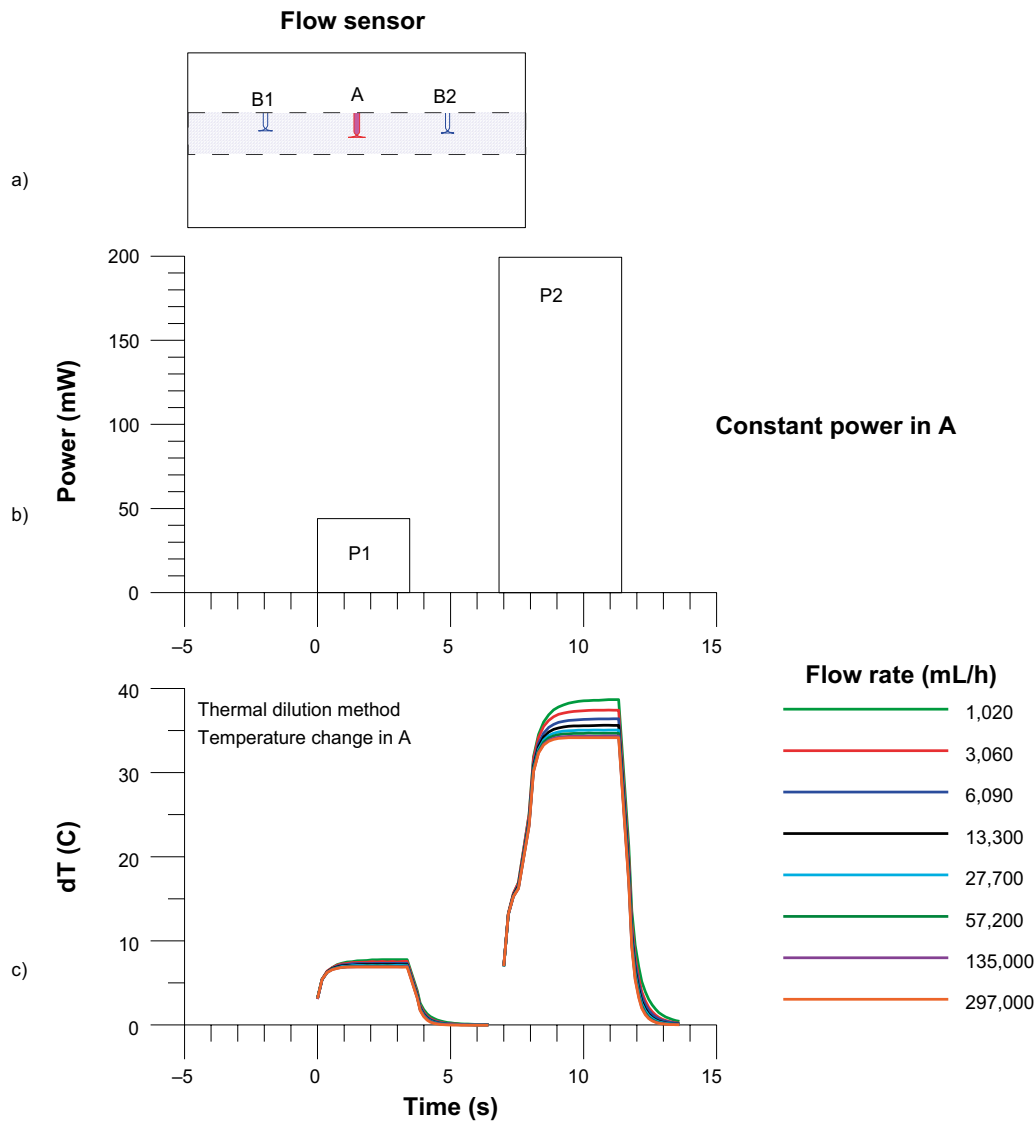 Flow sensor
B1
A
B2
a)
200
150
100
50
0
Power (mW)
P1
P2
Constant power in A
b)
–5
0
5
10
15
40
30
20
10
0
dT (C)
Thermal dilution method
Temperature change in A
c)
–5
0
5
10
15
Time (s)
Flow rate (mL/h)
1,020
3,060
6,090
13,300
27,700
57,200
135,000
297,000